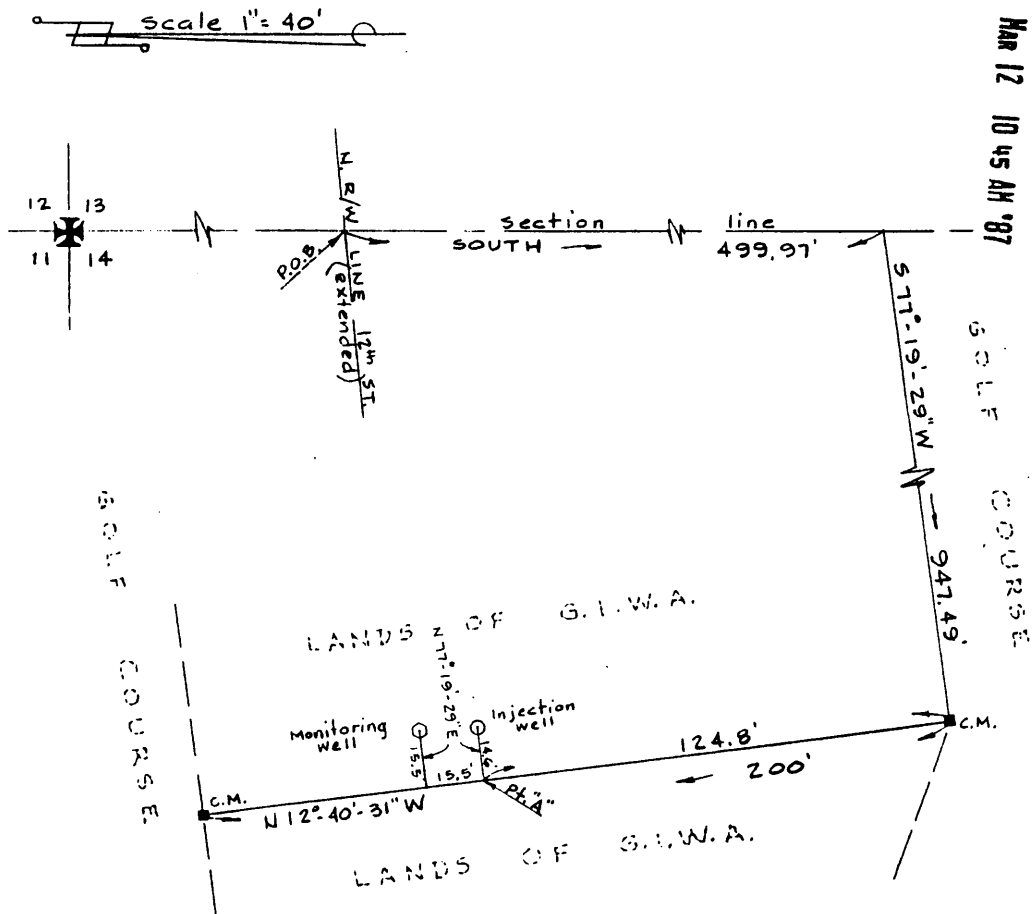 scale 1"= 40'
MAR 12 10 45 AM '87
12 13
11 14
N. R/W LINE 12th ST.
(extended)
P.O.B.
section line
SOUTH
499.97'
S 77°-19'-29" W
947.49'
GOLF COURSE
GOLF COURSE
LANDS OF G.I.W.A.
N 77°-19'-29" E
Monitoring
well
Injection
well
15.5'
14.6'
15.5'
124.8'
200'
C.M.
C.M.
N 12°-40'-31" W
Pt. "A"
LANDS OF G.I.W.A.